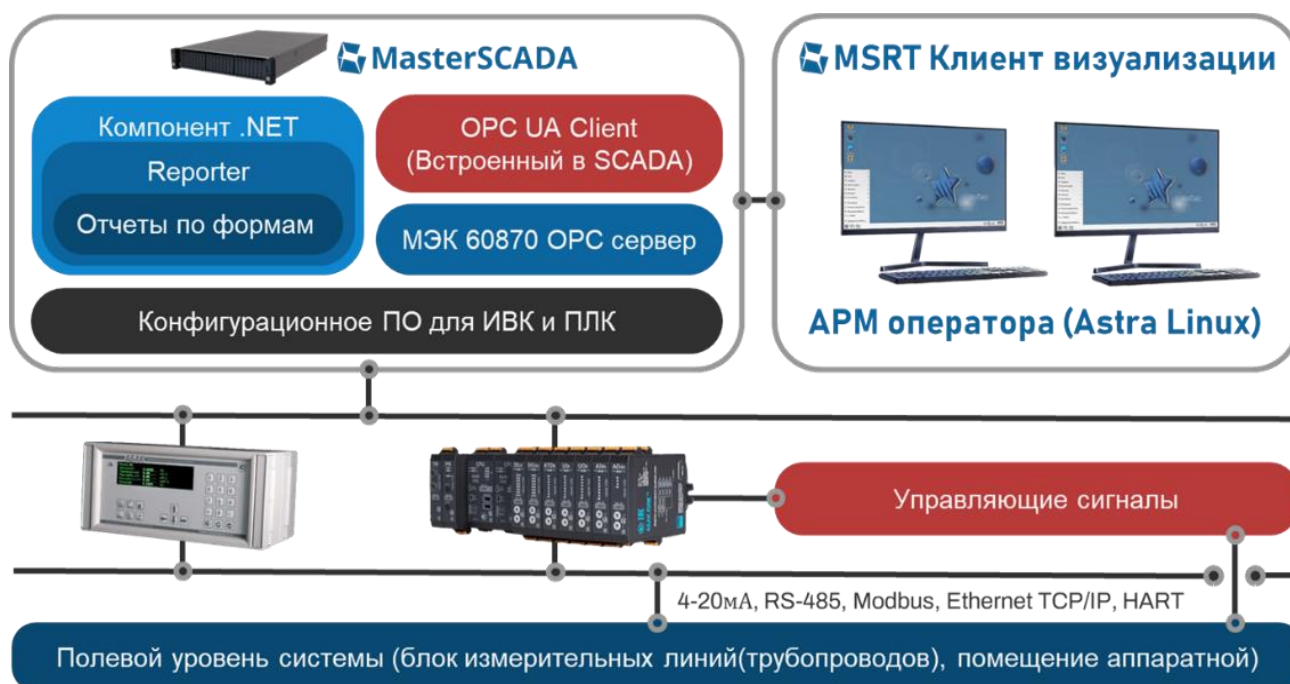 MasterSCADA
MSRT Клиент визуализации
Компонент .NET
Reporter
Отчеты по формам
OPC UA Client
(Встроенный в SCADA)
МЭК 60870 OPC сервер
Конфигурационное ПО для ИВК и ПЛК
АРМ оператора (Astra Linux)
Управляющие сигналы
4-20мА, RS-485, Modbus, Ethernet TCP/IP, HART
Полевой уровень системы (блок измерительных линий(трубопроводов), помещение аппаратной)